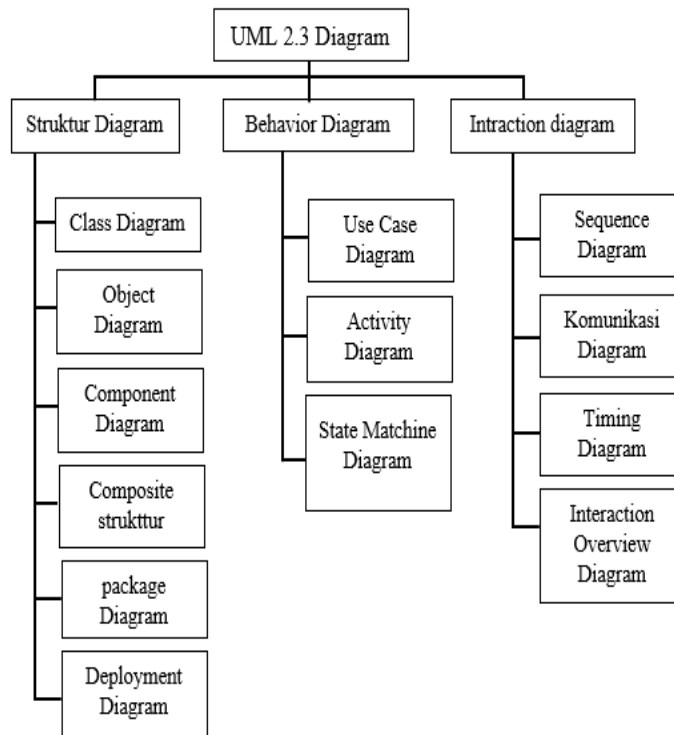 UML 2.3 Diagram
Struktur Diagram
Behavior Diagram
Intraction diagram
Class Diagram
Object
Diagram
Component
Diagram
Composite
strukttur
package
Diagram
Deployment
Diagram
Use Case
Diagram
Activity
Diagram
State Matchine
Diagram
Sequence
Diagram
Komunikasi
Diagram
Timing
Diagram
Interaction
Overview
Diagram